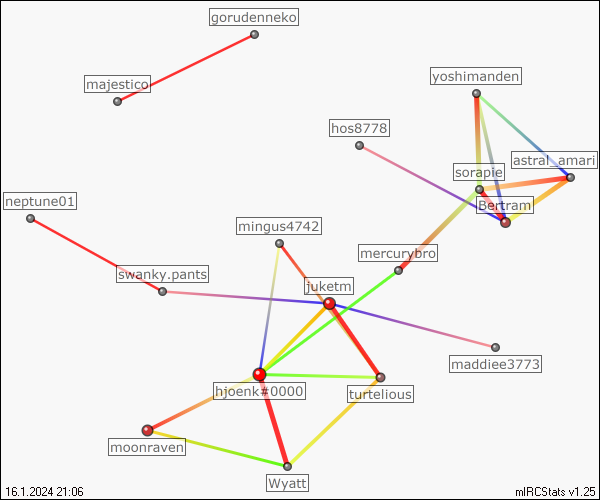 gorudenneko
majestico
yoshimanden
hos8778
astral_amari
sorapie
neptune01
Bertram
mingus4742
mercurybro
swanky.pants
juketm
maddiee3773
hjoenk#0000
turtelious
moonraven
Wyatt
16.1.2024 21:06
mIRCStats v1.25